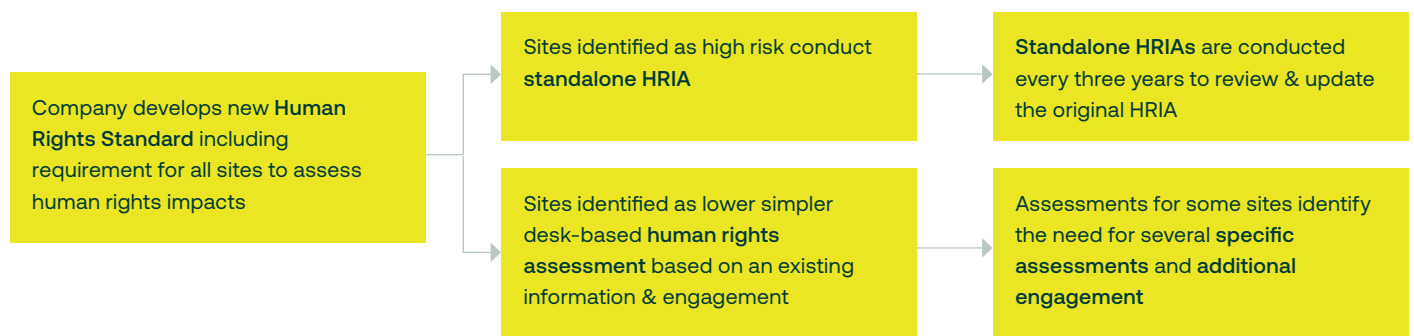 Company develops new Human
Rights Standard including
requirement for all sites to assess
human rights impacts
Sites identified as high risk conduct
standalone HRIA
Standalone HRIAs are conducted
every three years to review & update
the original HRIA
Sites identified as lower simpler
desk-based human rights
assessment based on an existing
information & engagement
Assessments for some sites identify
the need for several specific
assessments and additional
engagement